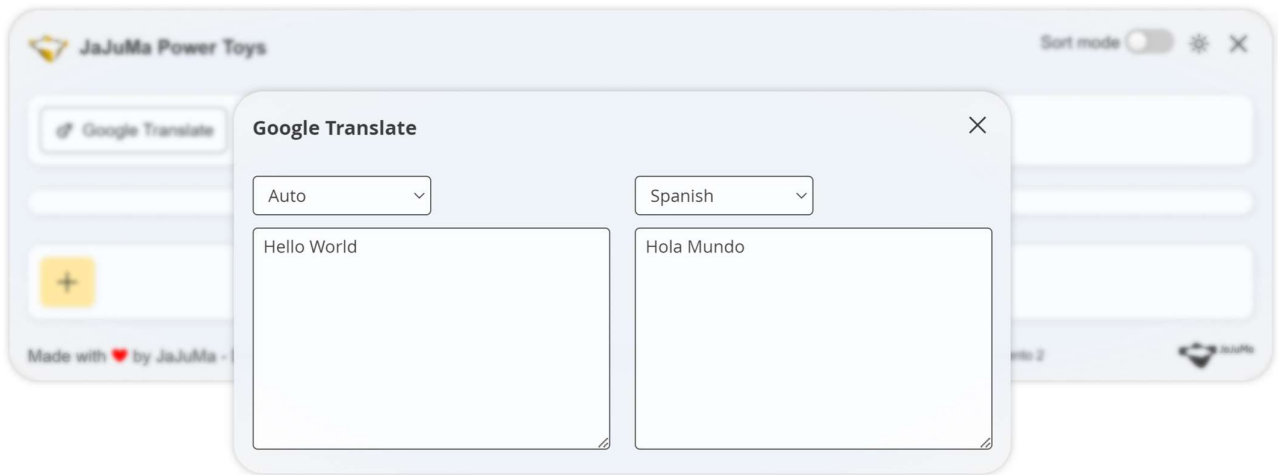 JaJuMa Power Toys
Sort mode
Google Translate
Google Translate
Auto
Spanish
Hello World
Hola Mundo
+
Made with ❤ by JaJuMa -
JaJuMa